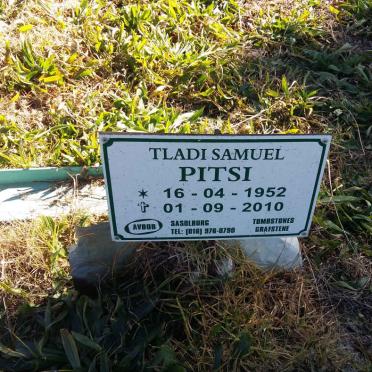 TLADI SAMUEL
PITSI
16 - 04 - 1952
01 - 09 - 2010
AVBOB SASOLBURG TOMBSTONES
TEL: (016) 976-0790 GRAFSTENE